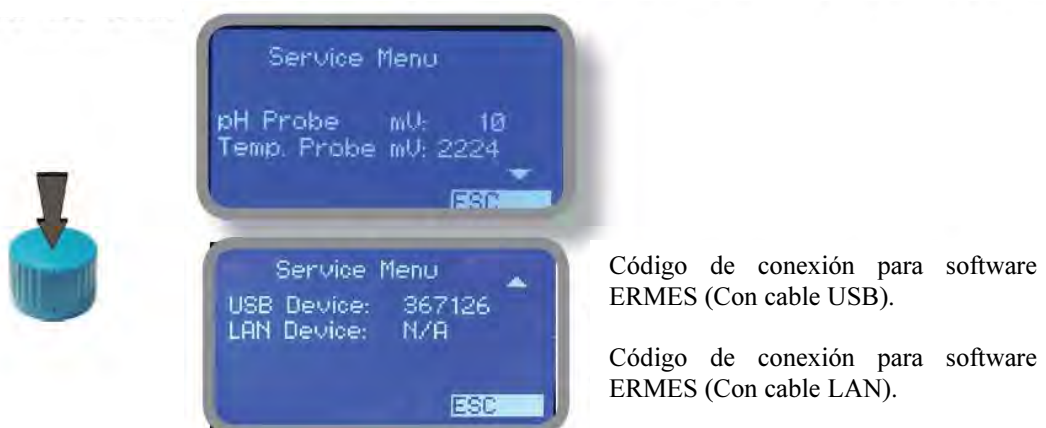 Service Menu
pH Probe mV: 10
Temp. Probe mV: 2224
ESC
Service Menu
USB Device: 367126
LAN Device: N/A
ESC
Código de conexión para software
ERMES (Con cable USB).
Código de conexión para software
ERMES (Con cable LAN).